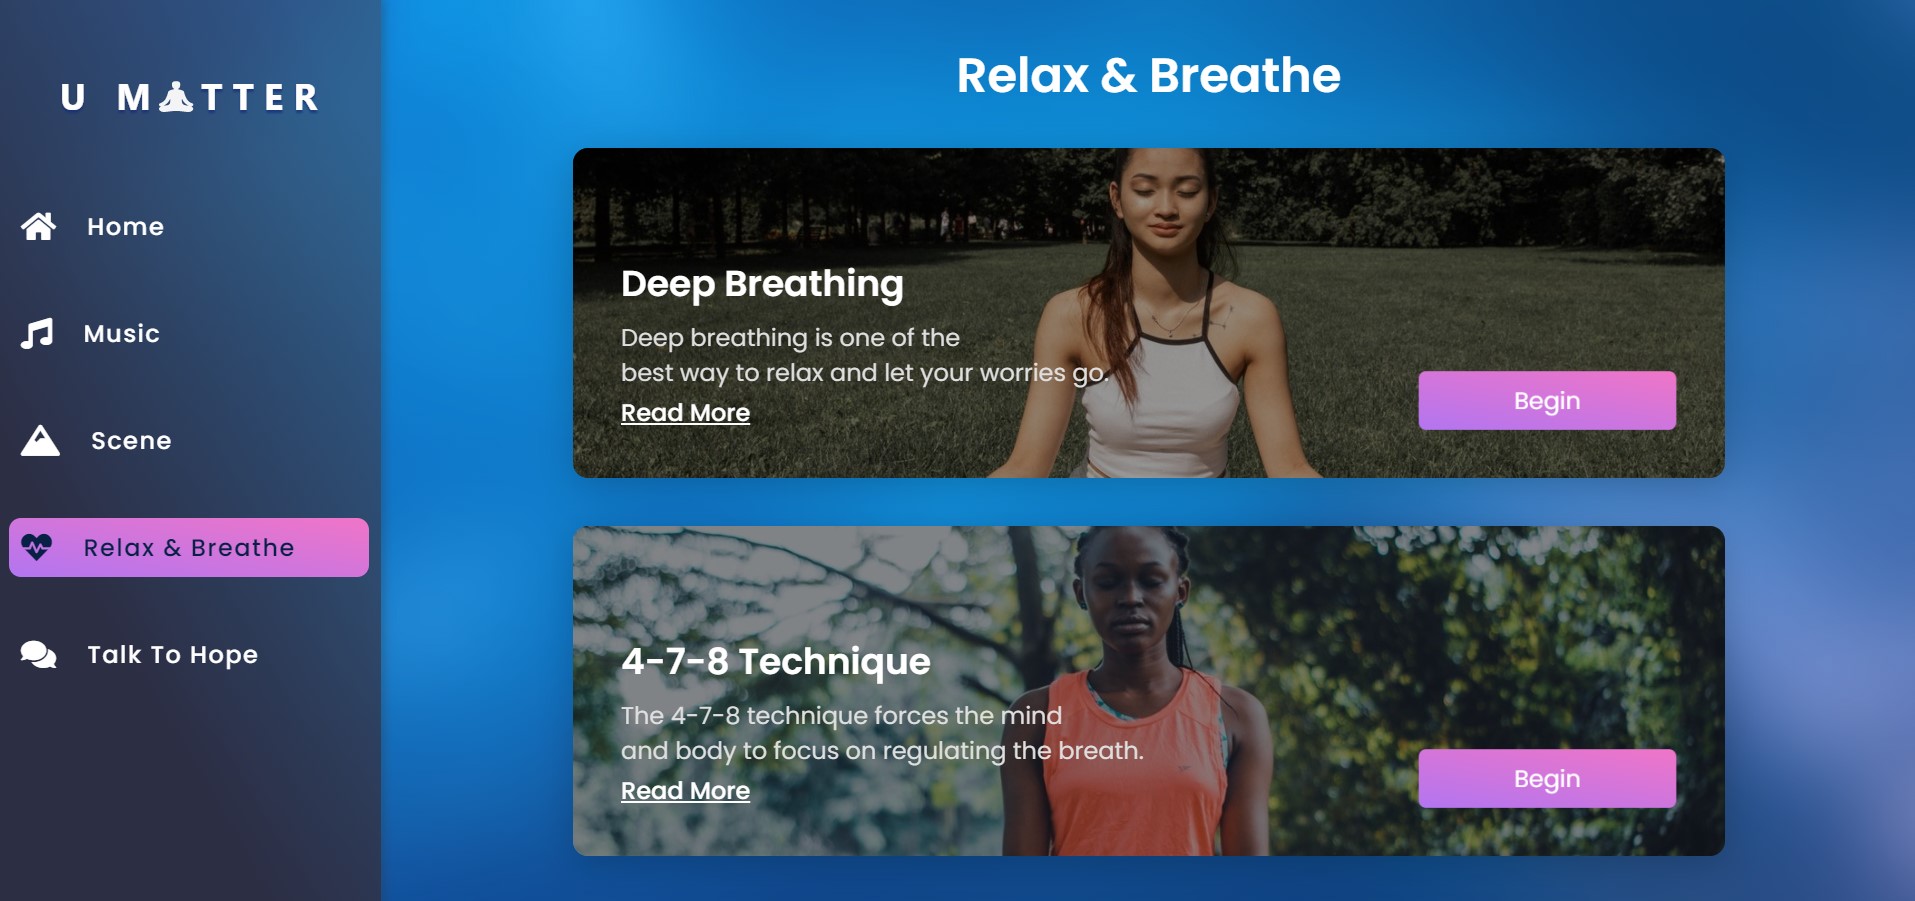 U MATTER
Home
Music
Scene
Relax & Breathe
Talk To Hope
Relax & Breathe
Deep Breathing
Deep breathing is one of the
best way to relax and let your worries go.
Read More
Begin
4-7-8 Technique
The 4-7-8 technique forces the mind
and body to focus on regulating the breath.
Read More
Begin